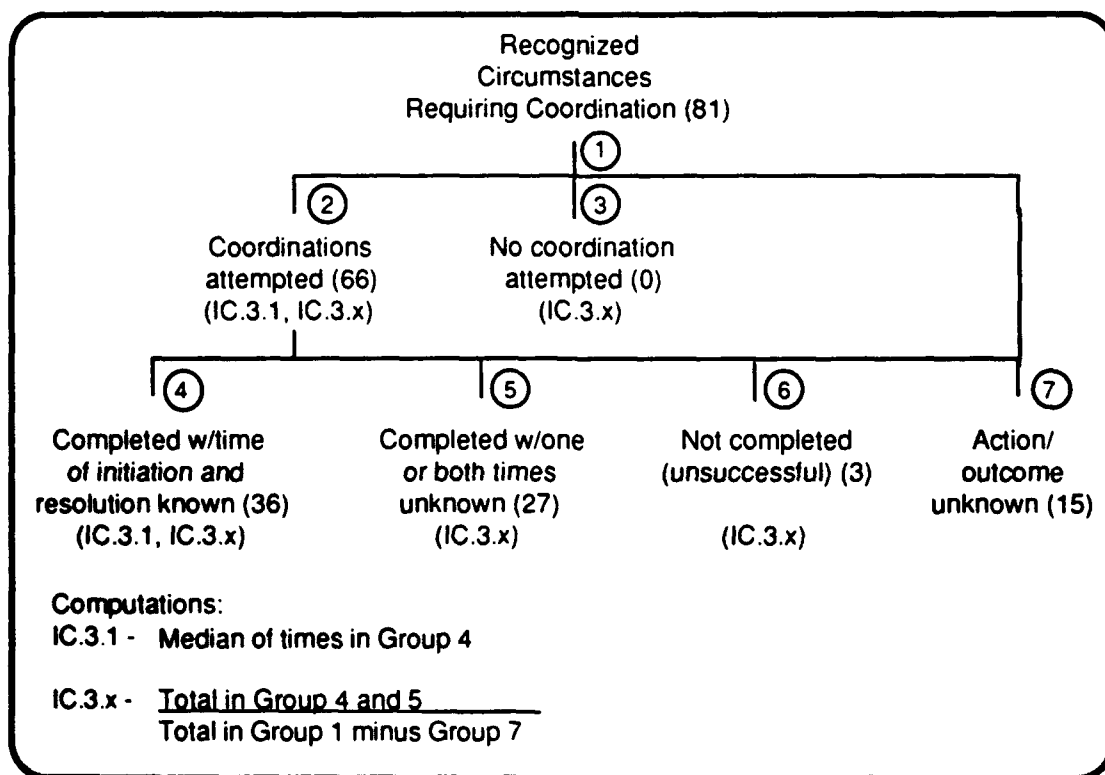 Recognized
Circumstances
Requiring Coordination (81)
1
2
3
Coordinations
attempted (66)
(IC.3.1, IC.3.x)
No coordination
attempted (0)
(IC.3.x)
4
5
6
7
Completed w/time
of initiation and
resolution known (36)
(IC.3.1, IC.3.x)
Completed w/one
or both times
unknown (27)
(IC.3.x)
Not completed
(unsuccessful) (3)
(IC.3.x)
Action/
outcome
unknown (15)
Computations:
IC.3.1 - Median of times in Group 4
IC.3.x - Total in Group 4 and 5
Total in Group 1 minus Group 7